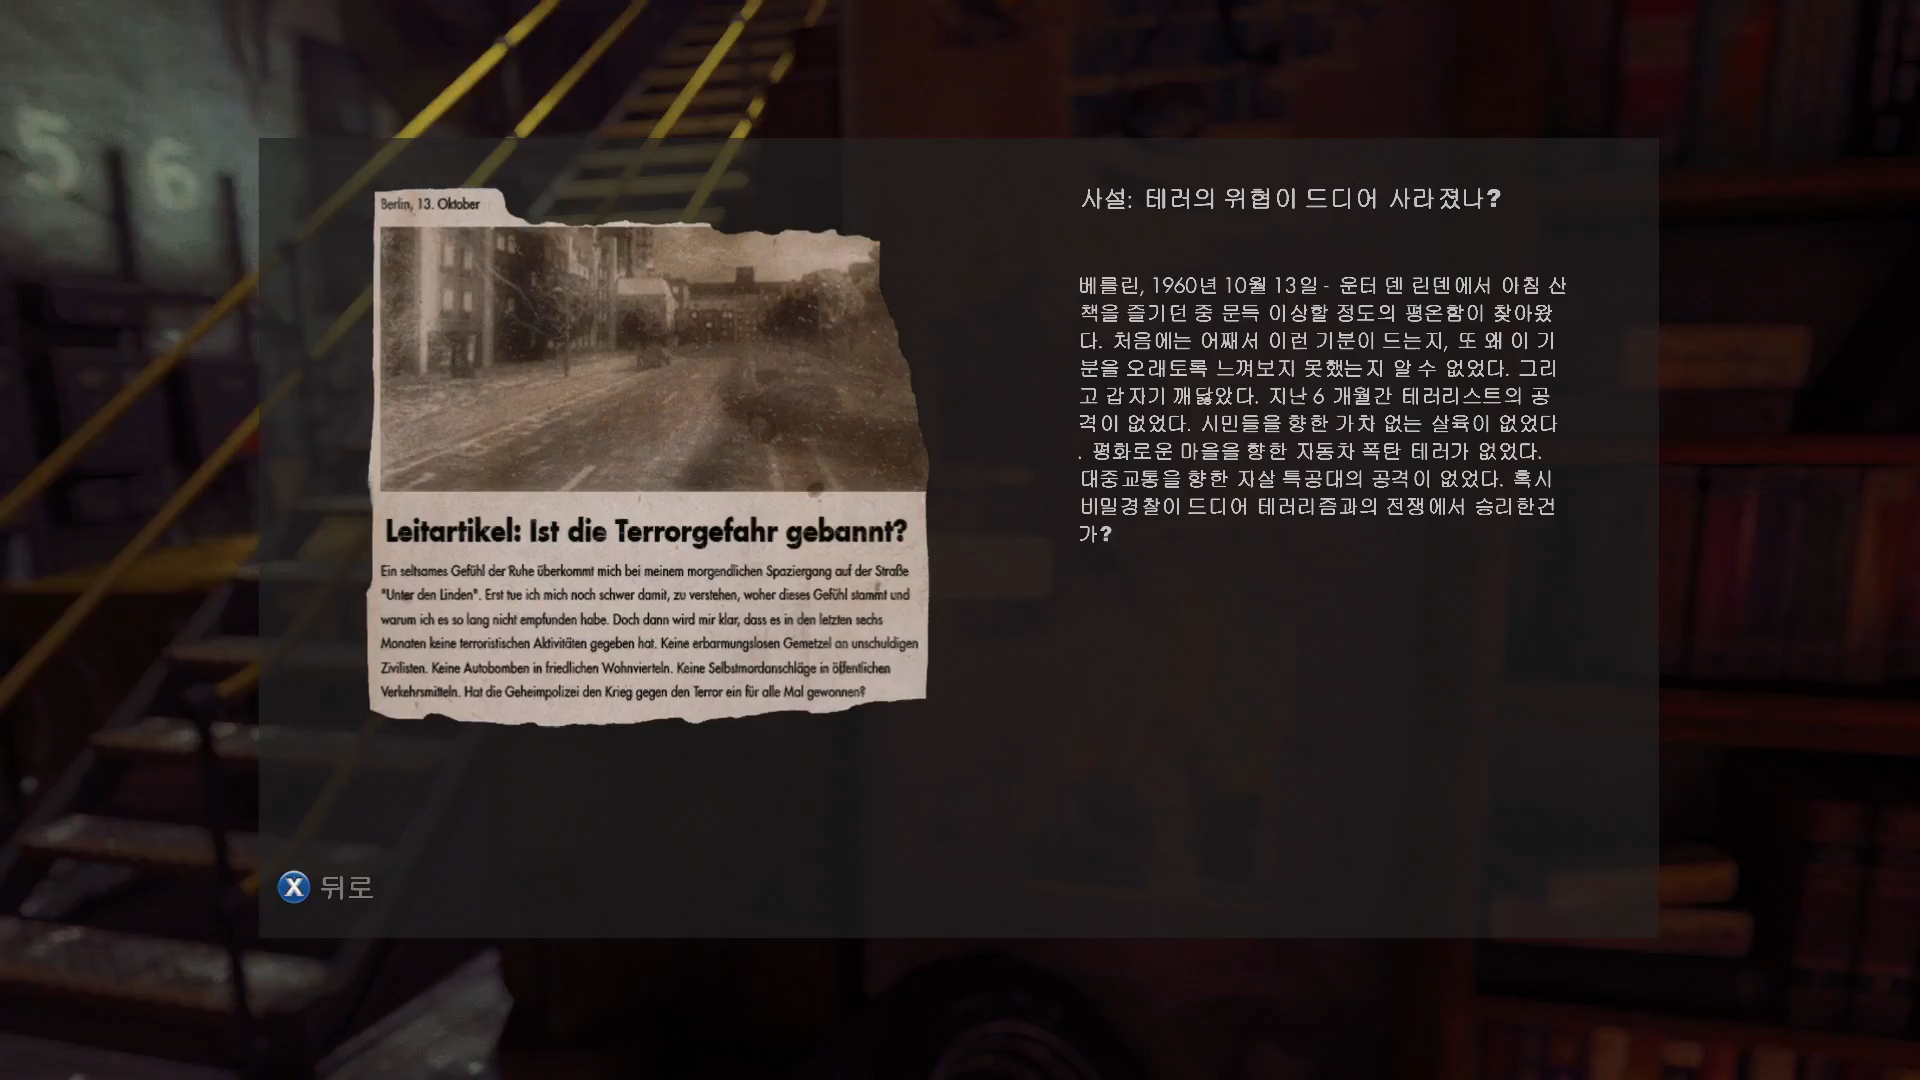 5 6
Berlin, 13. Oktober
Leitartikel: Ist die Terrorgefahr gebannt?
Ein seltsames Gefühl der Ruhe überkommt mich bei meinem morgendlichen Spaziergang auf der Straße
"Unter den Linden". Erst tue ich mich noch schwer damit, zu verstehen, woher dieses Gefühl stammt und
warum ich es so lang nicht empfunden habe. Doch dann wird mir klar, dass es in den letzten sechs
Monaten keine terroristischen Aktivitäten gegeben hat. Keine erbarmungslosen Gemetzel an unschuldigen
Zivilisten. Keine Autobomben in friedlichen Wohnvierteln. Keine Selbstmordanschläge in öffentlichen
Verkehrsmitteln. Hat die Geheimpolizei den Krieg gegen den Terror ein für alle Mal gewonnen?
사설: 테러의 위협이 드디어 사라졌나?
베를린, 1960년 10월 13일 - 운터 덴 린덴에서 아침 산
책을 즐기던 중 문득 이상할 정도의 평온함이 찾아왔
다. 처음에는 어째서 이런 기분이 드는지, 또 왜 이 기
분을 오래토록 느껴보지 못했는지 알 수 없었다. 그리
고 갑자기 깨닳았다. 지난 6 개월간 테러리스트의 공
격이 없었다. 시민들을 향한 가차 없는 살육이 없었다
. 평화로운 마을을 향한 자동차 폭탄 테러가 없었다.
대중교통을 향한 자살 특공대의 공격이 없었다. 혹시
비밀경찰이 드디어 테러리즘과의 전쟁에서 승리한건
가?
X 뒤로